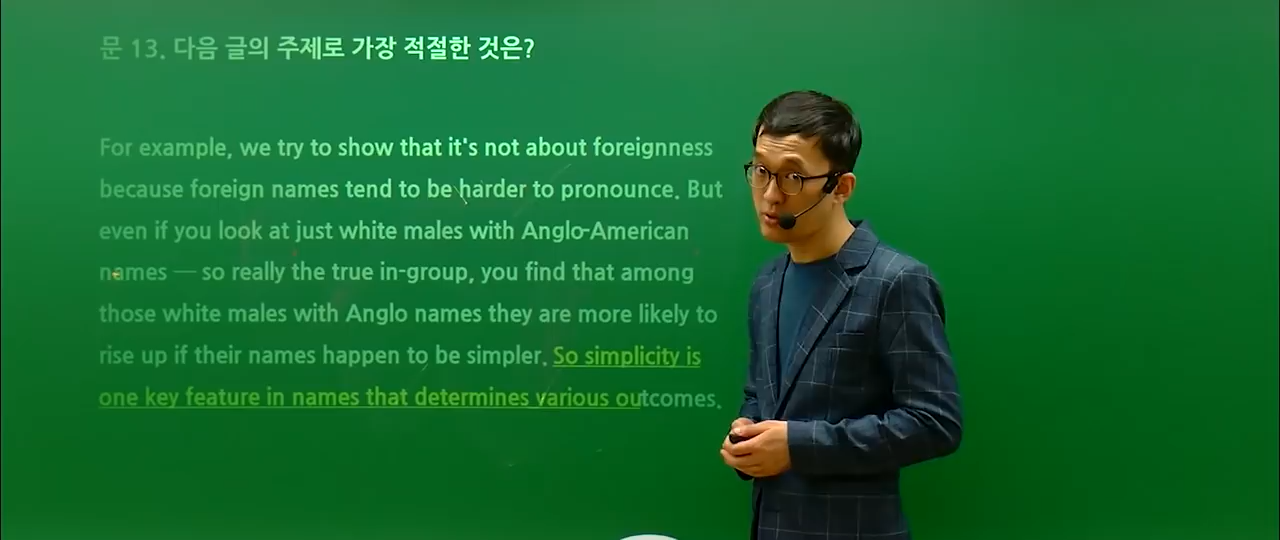 문 13. 다음 글의 주제로 가장 적절한 것은?
For example, we try to show that it's not about foreignness
because foreign names tend to be harder to pronounce. But
even if you look at just white males with Anglo-American
names — so really the true in-group, you find that among
those white males with Anglo names they are more likely to
rise up if their names happen to be simpler. So simplicity is
one key feature in names that determines various outcomes.